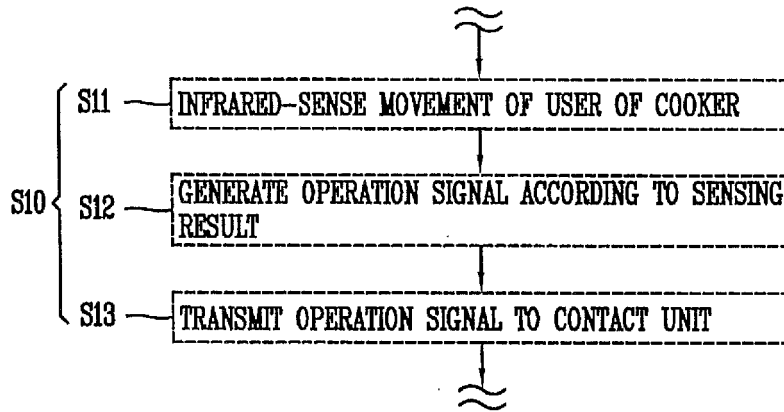 S11 INFRARED-SENSE MOVEMENT OF USER OF COOKER
S10 S12 GENERATE OPERATION SIGNAL ACCORDING TO SENSING
RESULT
S13 TRANSMIT OPERATION SIGNAL TO CONTACT UNIT